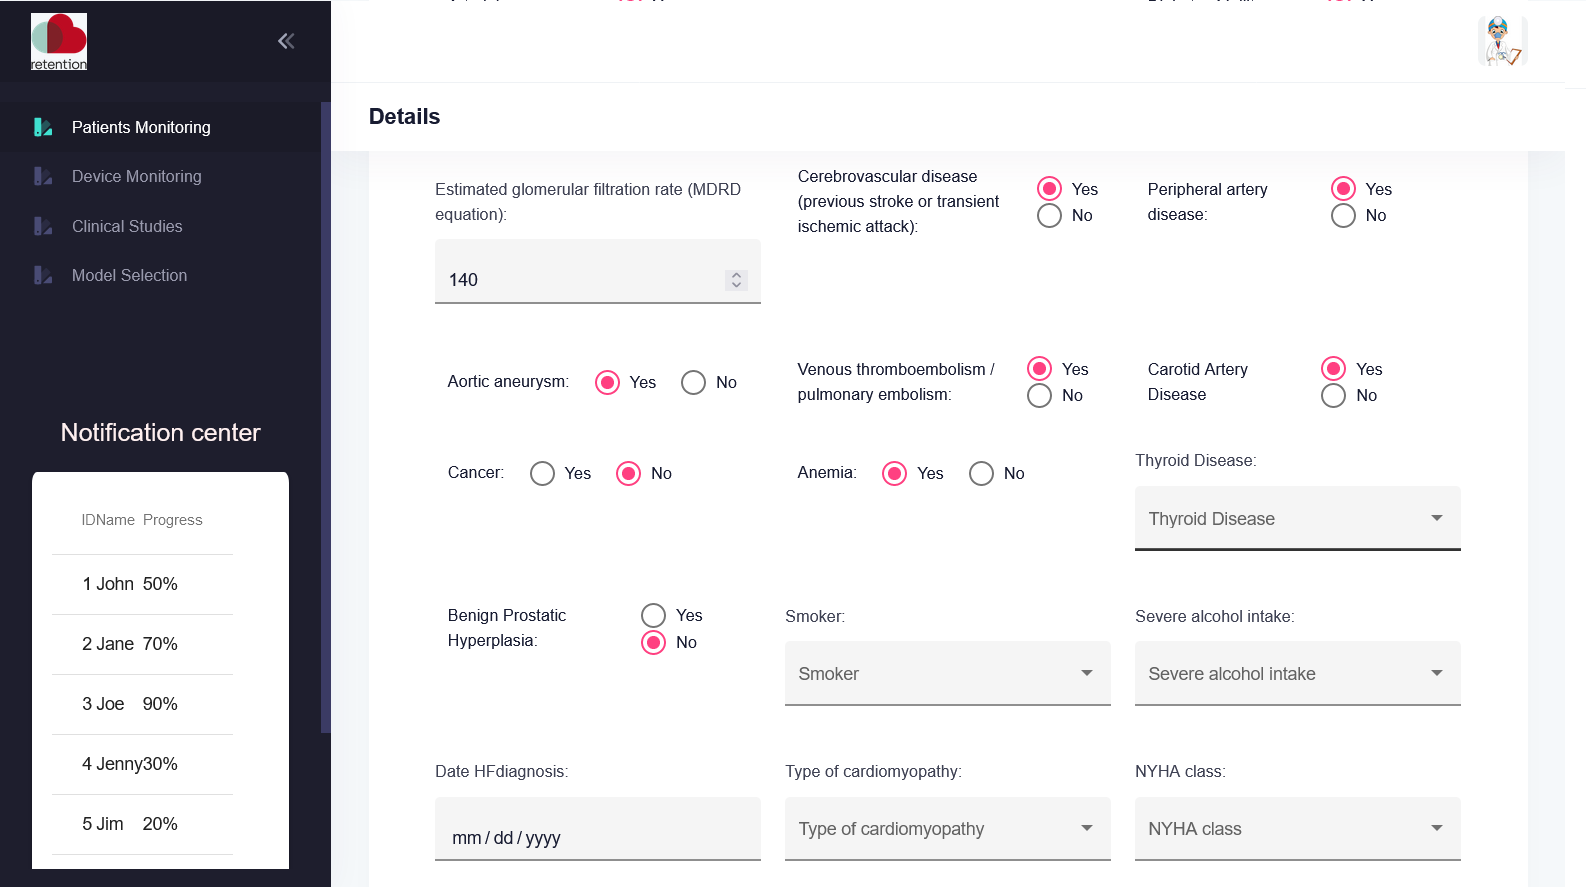 retention
Patients Monitoring
Device Monitoring
Clinical Studies
Model Selection
Notification center
IDName Progress
1 John 50%
2 Jane 70%
3 Joe 90%
4 Jenny30%
5 Jim 20%
Details
Estimated glomerular filtration rate (MDRD
equation):
140
Cerebrovascular disease
(previous stroke or transient
ischemic attack):
Yes
No
Peripheral artery
disease:
Yes
No
Aortic aneurysm:
Yes
No
Venous thromboembolism /
pulmonary embolism:
Yes
No
Carotid Artery
Disease
Yes
No
Cancer:
Yes
No
Anemia:
Yes
No
Thyroid Disease:
Thyroid Disease
Benign Prostatic
Hyperplasia:
Yes
No
Smoker:
Smoker
Severe alcohol intake:
Severe alcohol intake
Date HFdiagnosis:
mm / dd / yyyy
Type of cardiomyopathy:
Type of cardiomyopathy
NYHA class:
NYHA class